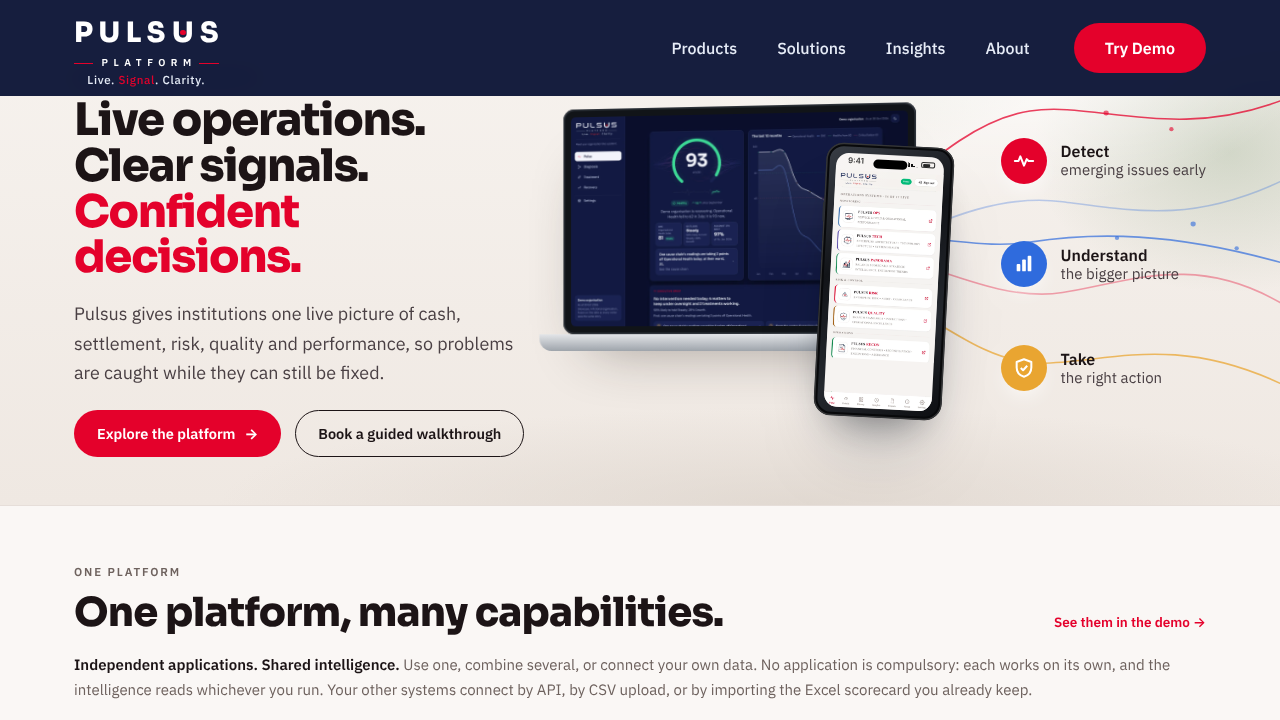 PULSUS
PLATFORM
Live. Signal. Clarity.
Products
Solutions
Insights
About
Try Demo
Live operations.
Clear signals.
Confident
decisions.
Pulsus gives institutions one live picture of cash,
settlement, risk, quality and performance, so problems
are caught while they can still be fixed.
Explore the platform →
Book a guided walkthrough
PULSUS
93
97%
9:41
PULSUS
Detect
emerging issues early
Understand
the bigger picture
Take
the right action
ONE PLATFORM
One platform, many capabilities.
See them in the demo →
Independent applications. Shared intelligence. Use one, combine several, or connect your own data. No application is compulsory: each works on its own, and the
intelligence reads whichever you run. Your other systems connect by API, by CSV upload, or by importing the Excel scorecard you already keep.